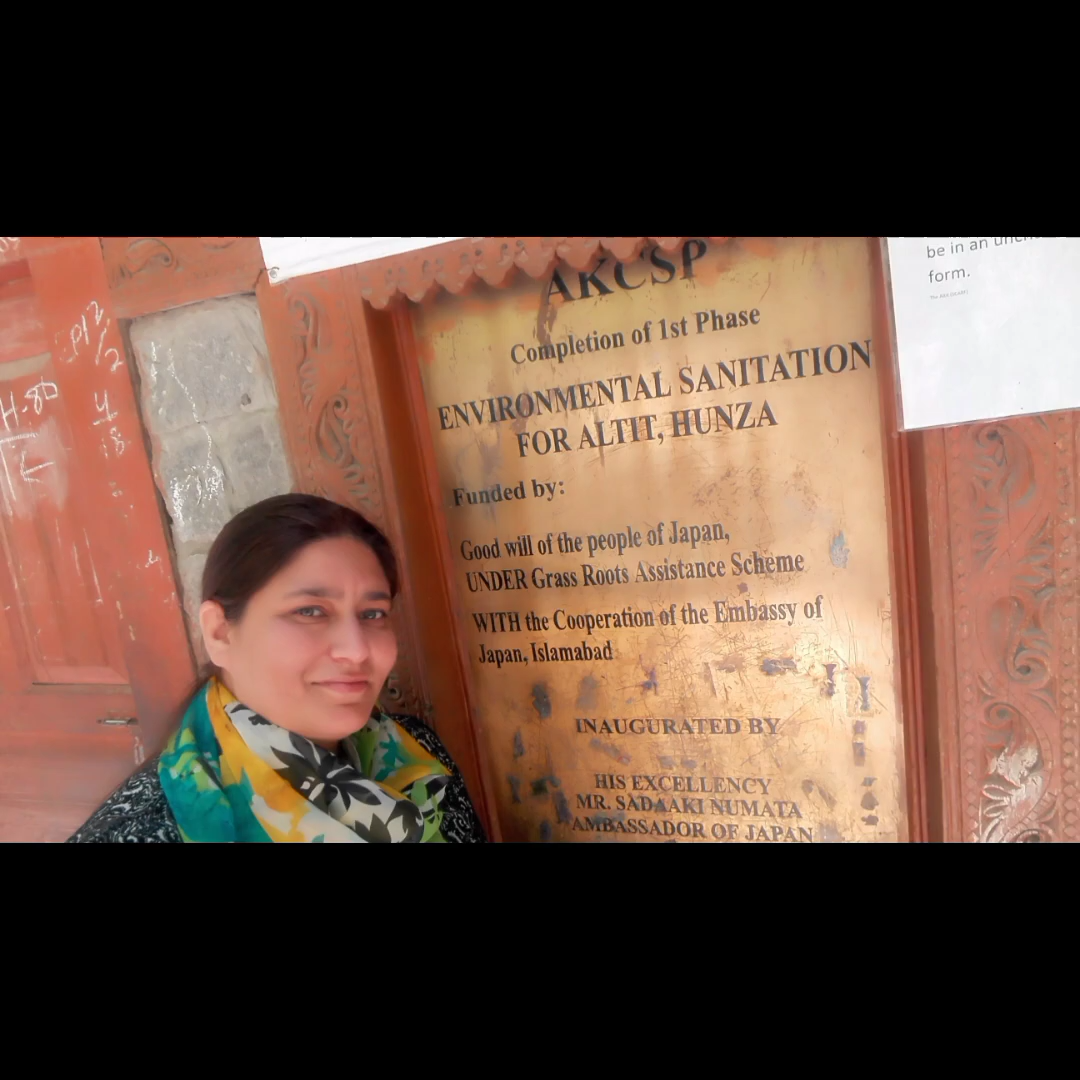 AKCSP
Completion of 1st Phase
ENVIRONMENTAL SANITATION
FOR ALTIT, HUNZA
Funded by:
Good will of the people of Japan,
UNDER Grass Roots Assistance Scheme
WITH the Cooperation of the Embassy of
Japan, Islamabad
INAUGURATED BY
HIS EXCELLENCY
MR. SADAAKI NUMATA
AMBASSADOR OF JAPAN
be in an
form.
H-80